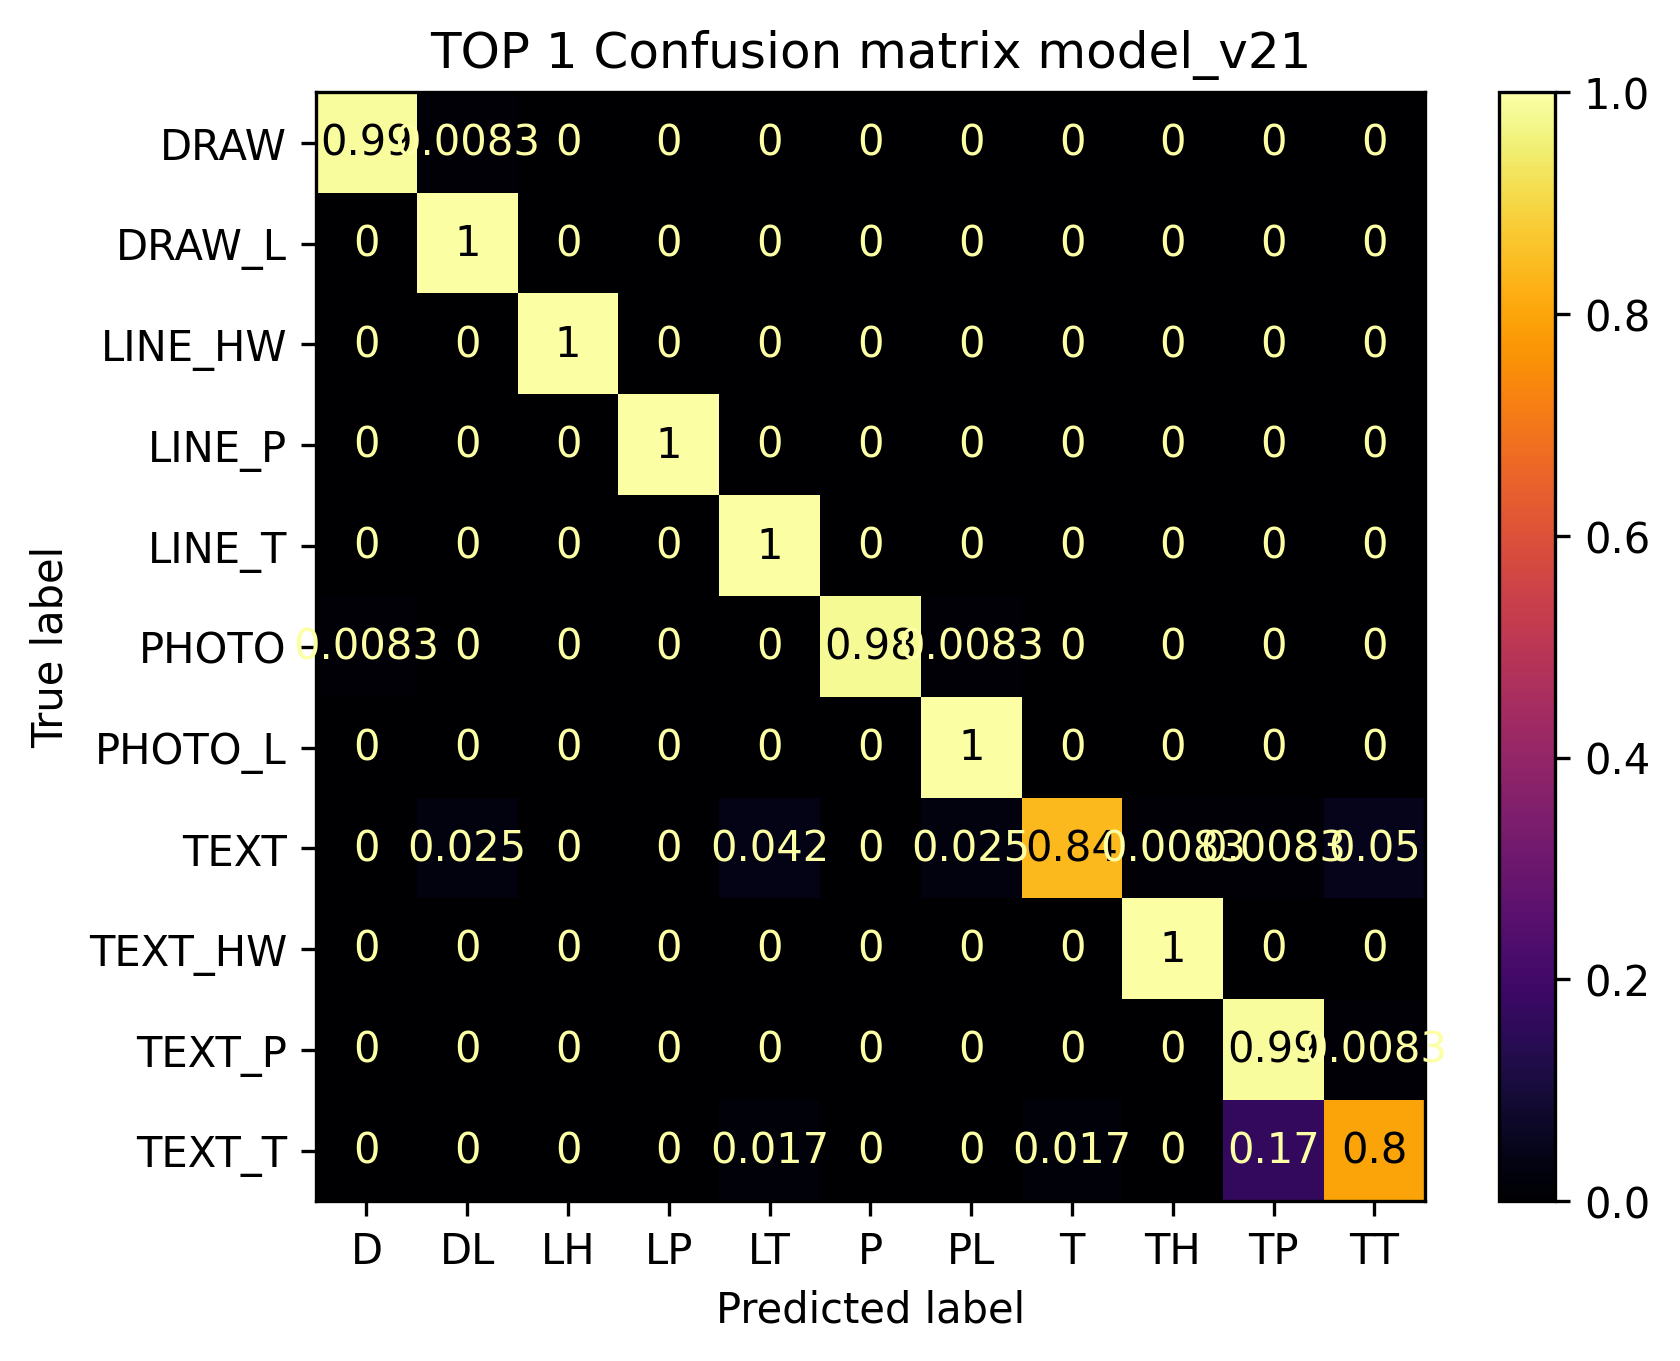 TOP 1 Confusion matrix model_v21
DRAW 0.99 0.0083 0 0 0 0 0 0 0 0 0 1.0
DRAW_L 0 1 0 0 0 0 0 0 0 0 0
LINE_HW 0 0 1 0 0 0 0 0 0 0 0 0.8
LINE_P 0 0 0 1 0 0 0 0 0 0 0
LINE_T 0 0 0 0 1 0 0 0 0 0 0 0.6
PHOTO 0.0083 0 0 0 0 0.98 0.0083 0 0 0 0
PHOTO_L 0 0 0 0 0 0 1 0 0 0 0 0.4
TEXT 0 0.025 0 0 0.042 0 0.025 0.84 0.0083 0.0083 0.05
TEXT_HW 0 0 0 0 0 0 0 0 1 0 0 0.2
TEXT_P 0 0 0 0 0 0 0 0 0 0.99 0.0083
TEXT_T 0 0 0 0 0.017 0 0 0.017 0 0.17 0.8 0.0
D DL LH LP LT P PL T TH TP TT
Predicted label
True label